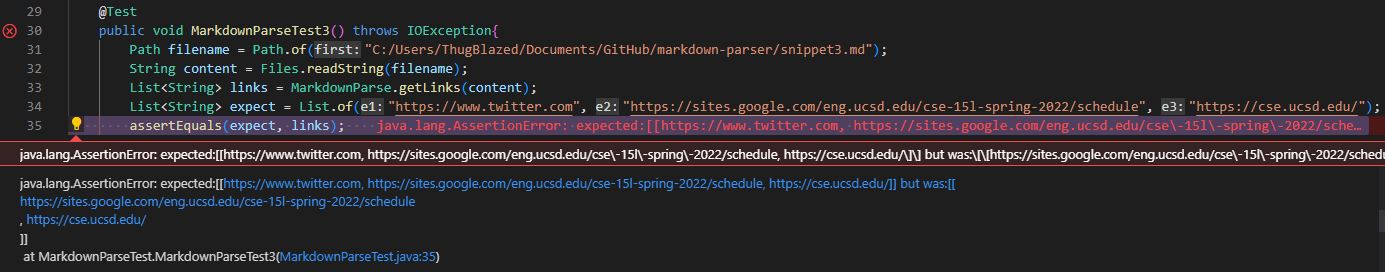 29 @Test
30 public void MarkdownParseTest3() throws IOException{
31 Path filename = Path.of(first: "C:/Users/ThugBlazed/Documents/GitHub/markdown-parser/snippet3.md");
32 String content = Files.readString(filename);
33 List<String> links = MarkdownParse.getLinks(content);
34 List<String> expect = List.of(e1: "https://www.twitter.com", e2: "https://sites.google.com/eng.ucsd.edu/cse-15l-spring-2022/schedule", e3: "https://cse.ucsd.edu/");
35 assertEquals(expect, links); java.lang.AssertionError: expected:[[https://www.twitter.com, https://sites.google.com/eng.ucsd.edu/cse\-15l\-spring\-2022/sche…
java.lang.AssertionError: expected:[[https://www.twitter.com, https://sites.google.com/eng.ucsd.edu/cse\-15l\-spring\-2022/schedule, https://cse.ucsd.edu/\]\] but was:\[\[https://sites.google.com/eng.ucsd.edu/cse\-15l\-spring\-2022/schedu
java.lang.AssertionError: expected:[[https://www.twitter.com, https://sites.google.com/eng.ucsd.edu/cse-15l-spring-2022/schedule, https://cse.ucsd.edu/]] but was:[[
https://sites.google.com/eng.ucsd.edu/cse-15l-spring-2022/schedule
, https://cse.ucsd.edu/
]]
at MarkdownParseTest.MarkdownParseTest3(MarkdownParseTest.java:35)